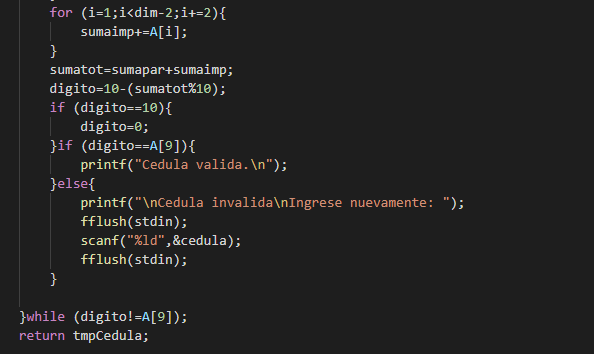 for (i=1;i<dim-2;i+=2){
sumaimp+=A[i];
}
sumatot=sumapar+sumaimp;
digito=10-(sumatot%10);
if (digito==10){
digito=0;
}if (digito==A[9]){
printf("Cedula valida.\n");
}else{
printf("\nCedula invalida\nIngrese nuevamente: ");
fflush(stdin);
scanf("%ld",&cedula);
fflush(stdin);
}
}while (digito!=A[9]);
return tmpCedula;